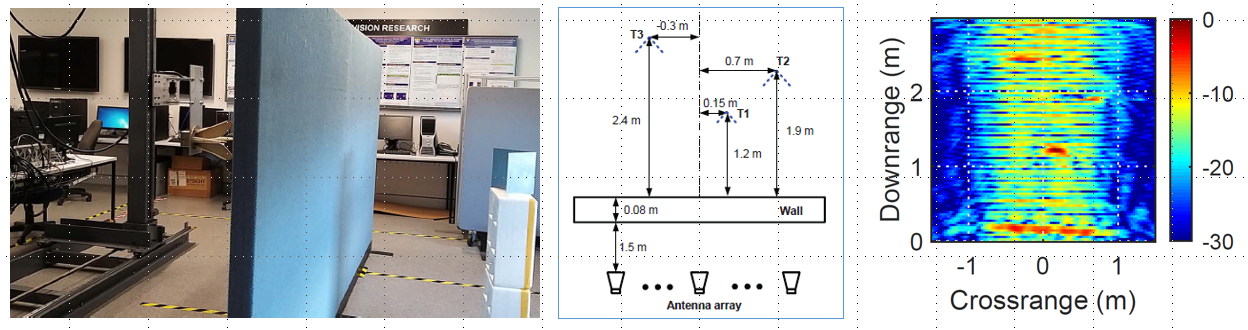 VISION RESEARCH
-0.3 m
T3
0.7 m
T2
0.15 m
T1
2.4 m
1.9 m
1.2 m
0.08 m
Wall
1.5 m
Antenna array
Downrange (m)
2
1
0
-1
0
1
Crossrange (m)
0
-10
-20
-30